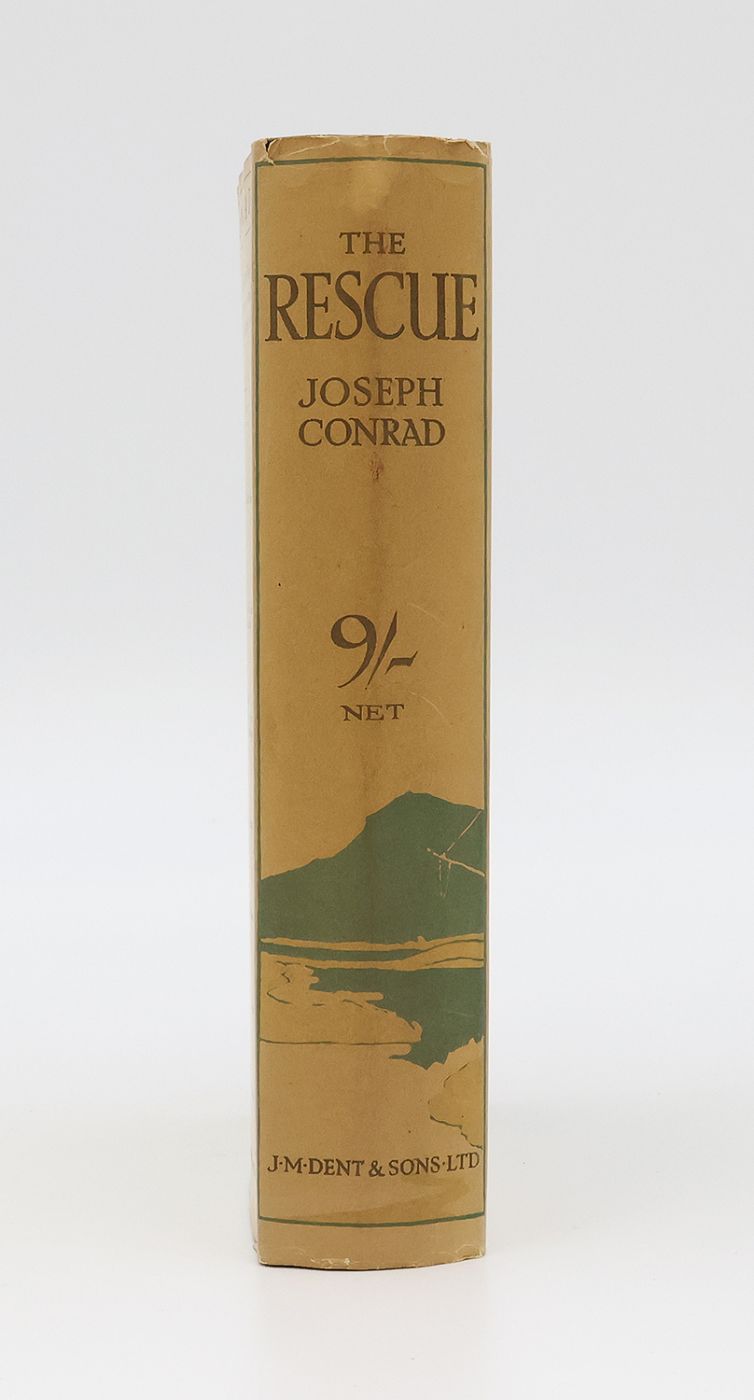 THE
RESCUE
JOSEPH
CONRAD
9/-
NET
J·M·DENT & SONS·LTD